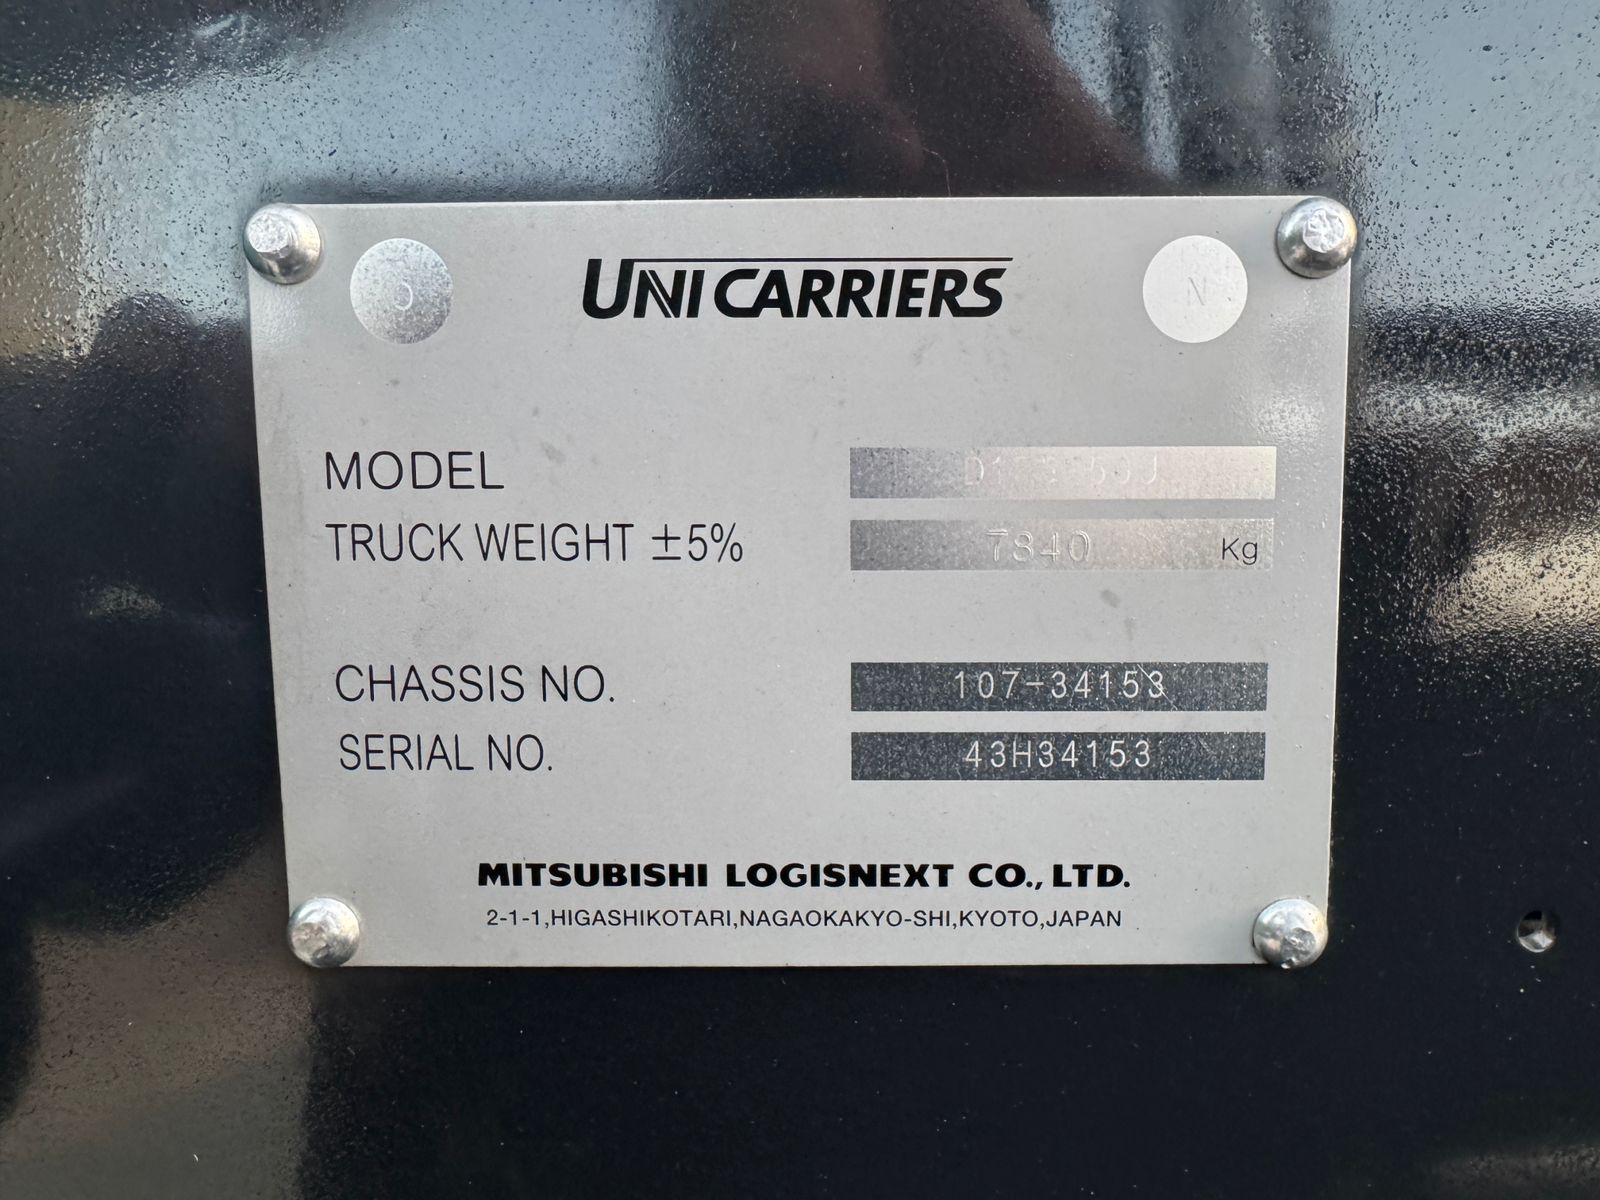 UNICARRIERS
N
MODEL
TRUCK WEIGHT ±5% 7840 Kg
CHASSIS NO. 107-34153
SERIAL NO. 43H34153
MITSUBISHI LOGISNEXT CO., LTD.
2-1-1,HIGASHIKOTARI,NAGAOKAKYO-SHI,KYOTO,JAPAN